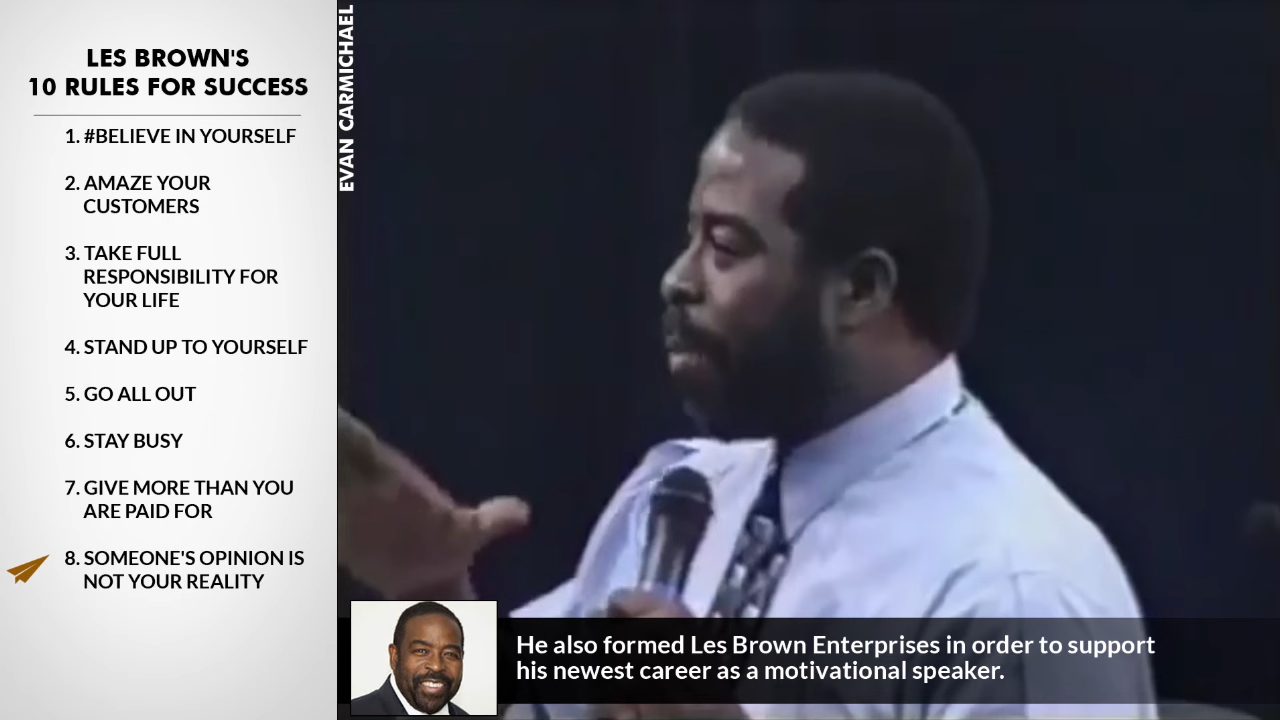 LES BROWN'S
10 RULES FOR SUCCESS
1. #BELIEVE IN YOURSELF
2. AMAZE YOUR
CUSTOMERS
3. TAKE FULL
RESPONSIBILITY FOR
YOUR LIFE
4. STAND UP TO YOURSELF
5. GO ALL OUT
6. STAY BUSY
7. GIVE MORE THAN YOU
ARE PAID FOR
8. SOMEONE'S OPINION IS
NOT YOUR REALITY
EVAN CARMICHAEL
He also formed Les Brown Enterprises in order to support
his newest career as a motivational speaker.